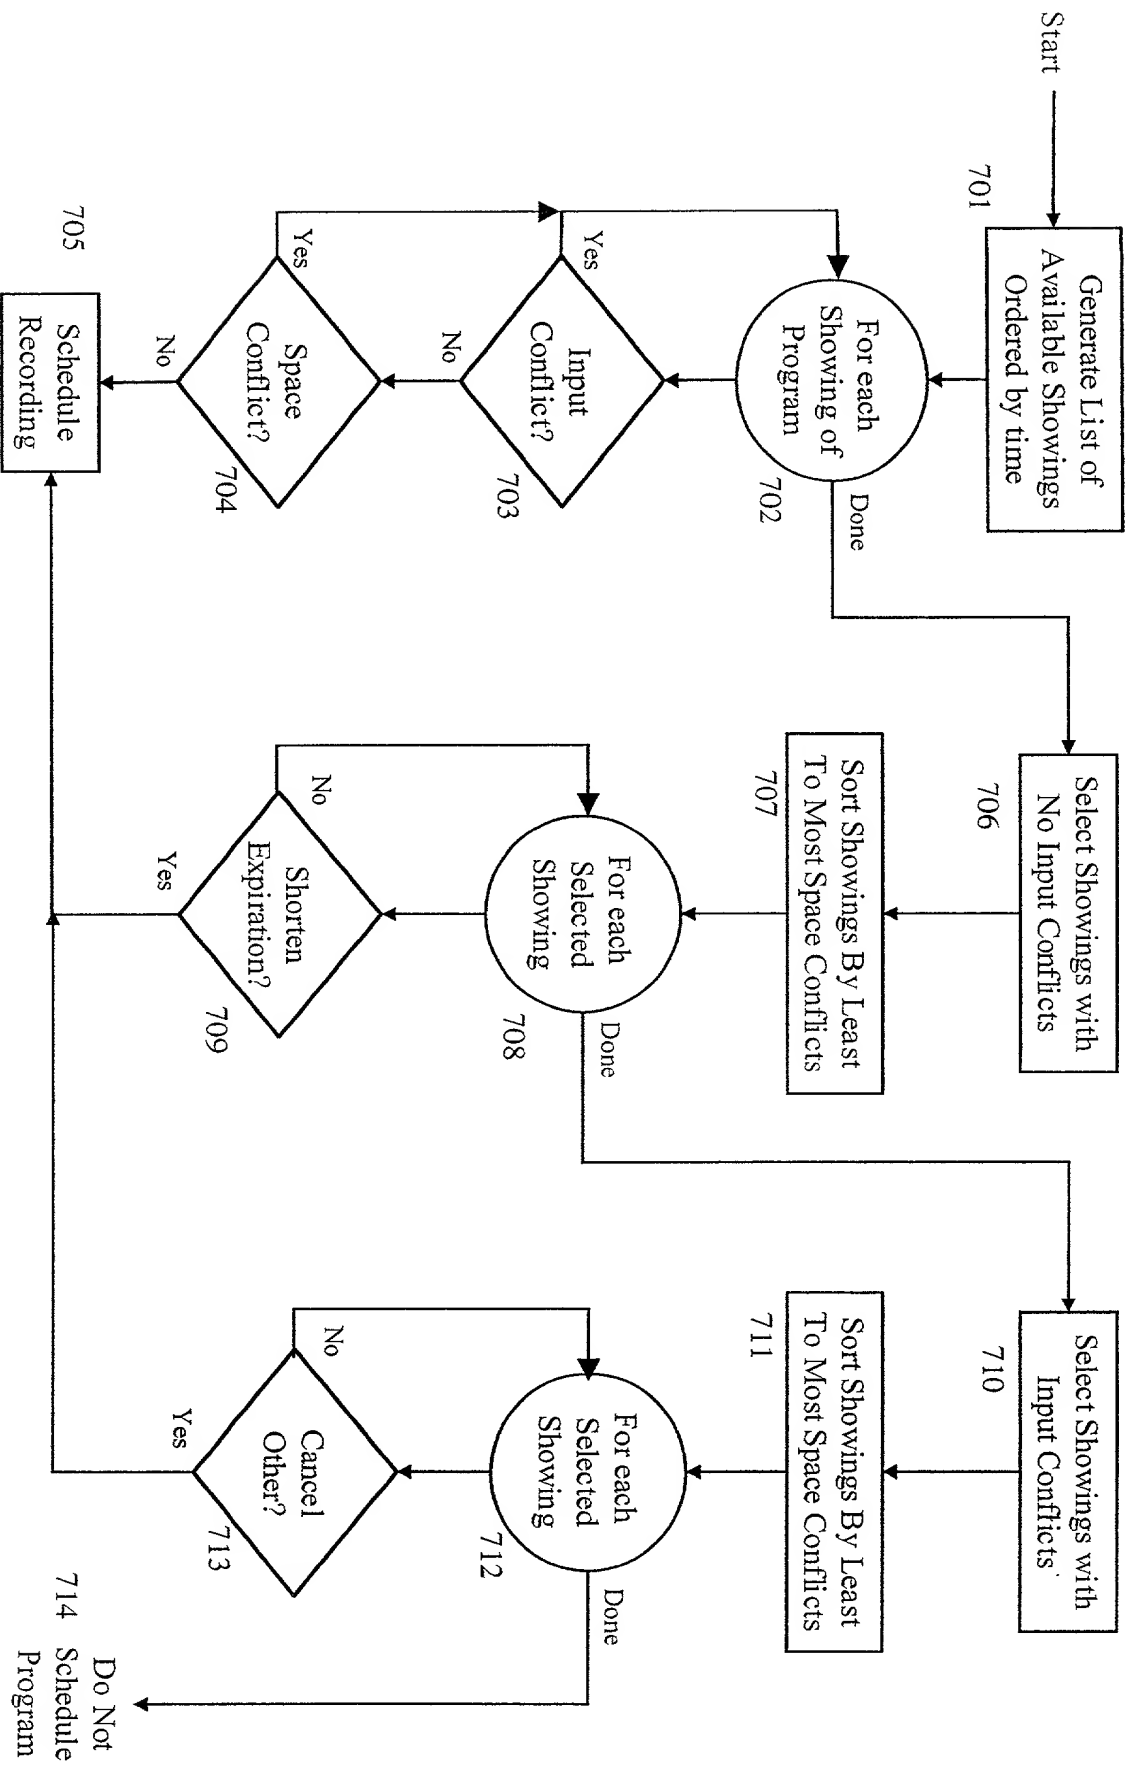 Start
701
Generate List of
Available Showings
Ordered by time
For each
Showing of
Program
702
Done
Input
Conflict?
703
Yes
No
Space
Conflict?
704
Yes
No
705
Schedule
Recording
Select Showings with
No Input Conflicts
706
Sort Showings By Least
To Most Space Conflicts
707
For each
Selected
Showing
708
Done
Shorten
Expiration?
709
No
Yes
Select Showings with
Input Conflicts
710
Sort Showings By Least
To Most Space Conflicts
711
For each
Selected
Showing
712
Done
Cancel
Other?
713
No
Yes
714
Do Not
Schedule
Program